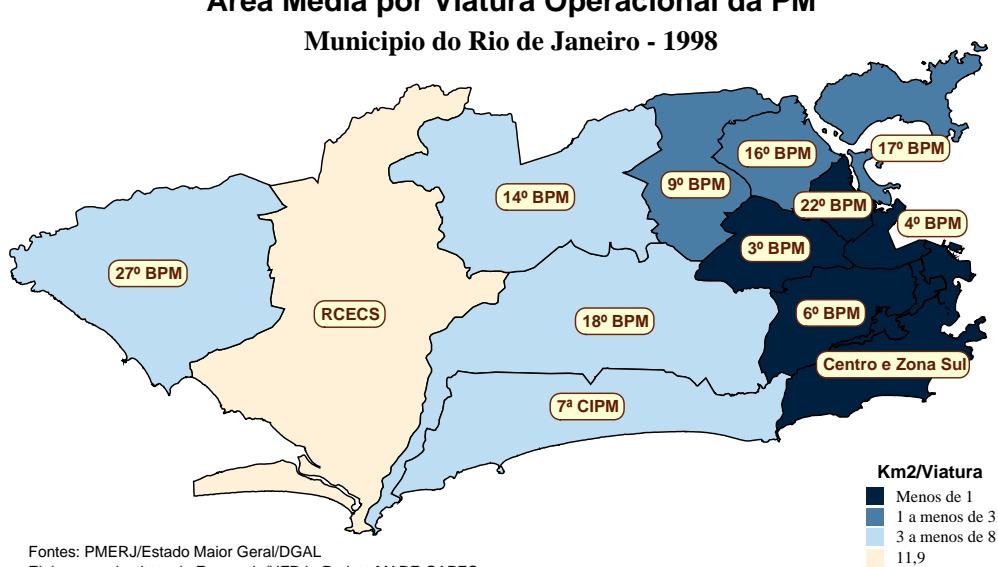 Área Média por Viatura Operacional da PM
Municipio do Rio de Janeiro - 1998
17º BPM
16º BPM
9º BPM
14º BPM
22º BPM
4º BPM
3º BPM
27º BPM
RCECS
18º BPM
6º BPM
Centro e Zona Sul
7ª CIPM
Km2/Viatura
Menos de 1
1 a menos de 3
3 a menos de 8
11,9
Fontes: PMERJ/Estado Maior Geral/DGAL